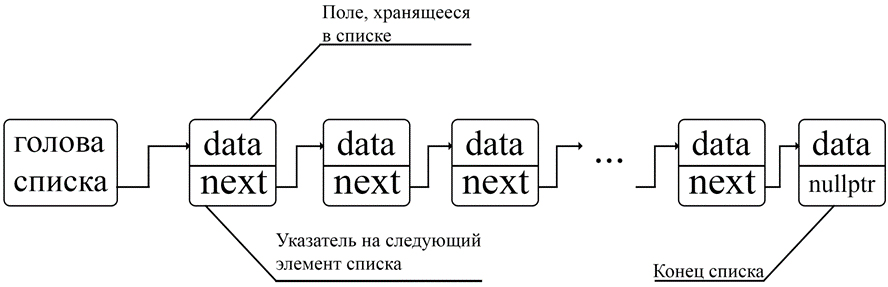 Поле, хранящееся
в списке
голова
списка
data
next
data
next
data
next
...
data
next
data
nullptr
Указатель на следующий
элемент списка
Конец списка